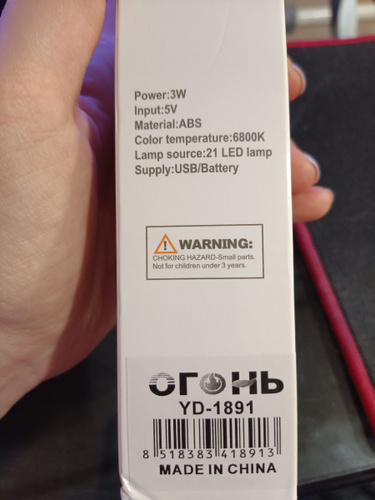 Power:3W
Input:5V
Material:ABS
Color temperature:6800K
Lamp source:21 LED lamp
Supply:USB/Battery
WARNING:
CHOKING HAZARD-Small parts.
Not for children under 3 years.
ОГОНЬ
YD-1891
8 518383 418913
MADE IN CHINA